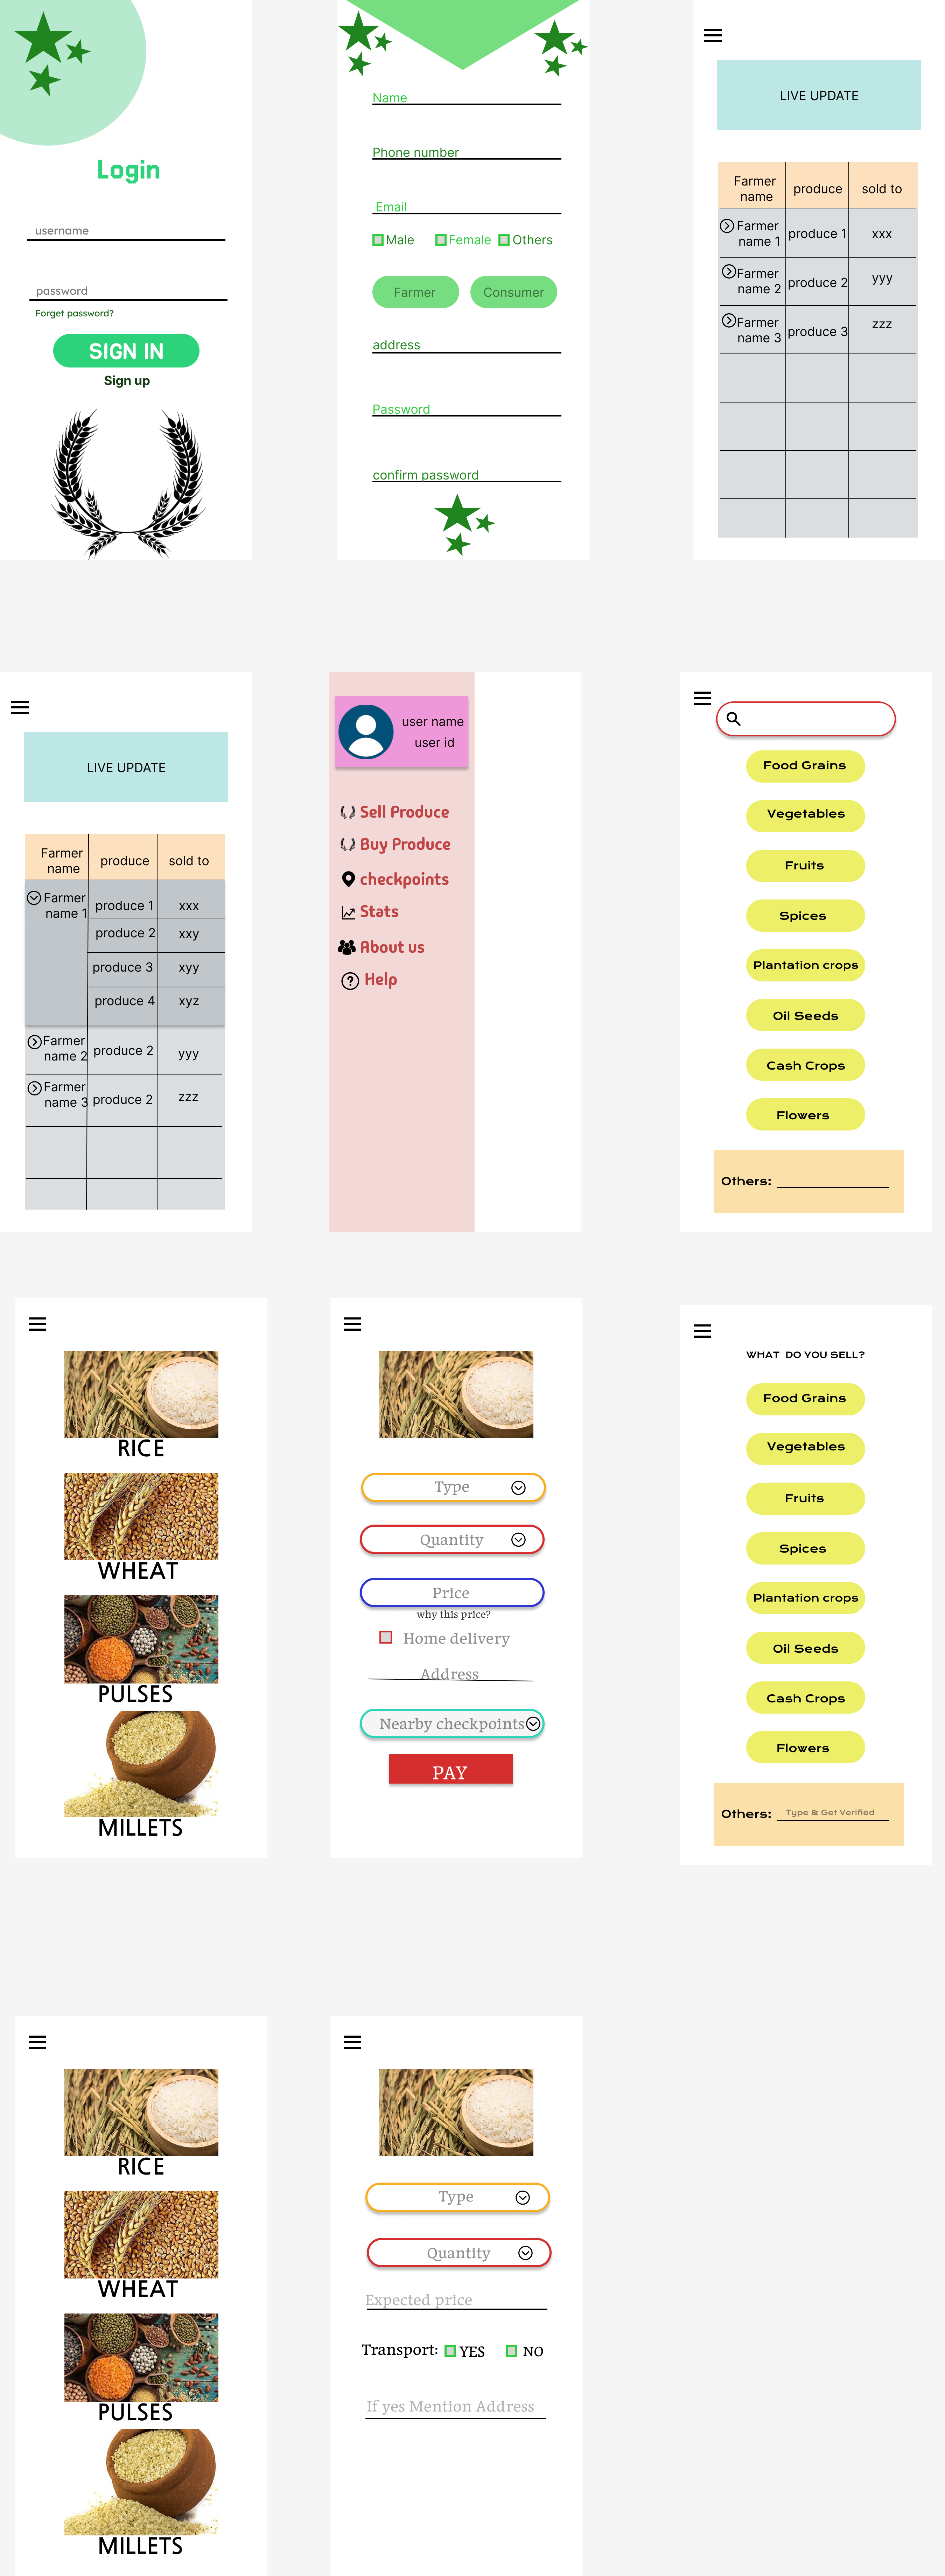 Login
username
password
Forget password?
SIGN IN
Sign up
Name
Phone number
Email
Male Female Others
Farmer Consumer
address
Password
confirm password
LIVE UPDATE
Farmer name produce sold to
Farmer name 1 produce 1 xxx
Farmer name 2 produce 2 yyy
Farmer name 3 produce 3 zzz
LIVE UPDATE
Farmer name produce sold to
Farmer name 1 produce 1 xxx
produce 2 xxy
produce 3 xyy
produce 4 xyz
Farmer name 2 produce 2 yyy
Farmer name 3 produce 2 zzz
user name
user id
Sell Produce
Buy Produce
checkpoints
Stats
About us
Help
Food Grains
Vegetables
Fruits
Spices
Plantation crops
Oil Seeds
Cash Crops
Flowers
Others:
RICE
WHEAT
PULSES
MILLETS
Type
Quantity
Price
why this price?
Home delivery
Address
Nearby checkpoints
PAY
WHAT DO YOU SELL?
Food Grains
Vegetables
Fruits
Spices
Plantation crops
Oil Seeds
Cash Crops
Flowers
Others: Type & Get Verified
RICE
WHEAT
PULSES
MILLETS
Type
Quantity
Expected price
Transport: YES NO
If yes Mention Address